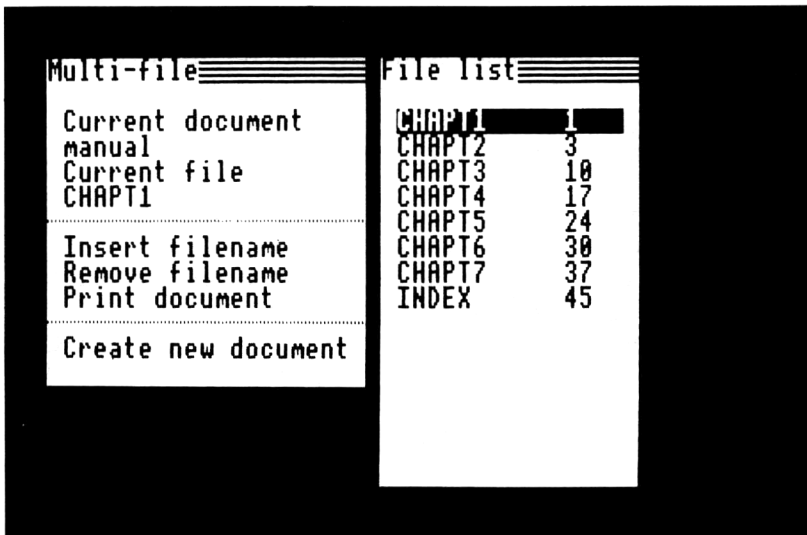 Multi-file
Current document
manual
Current file
CHAPT1
Insert filename
Remove filename
Print document
Create new document
File list
CHAPT1 1
CHAPT2 3
CHAPT3 10
CHAPT4 17
CHAPT5 24
CHAPT6 30
CHAPT7 37
INDEX 45